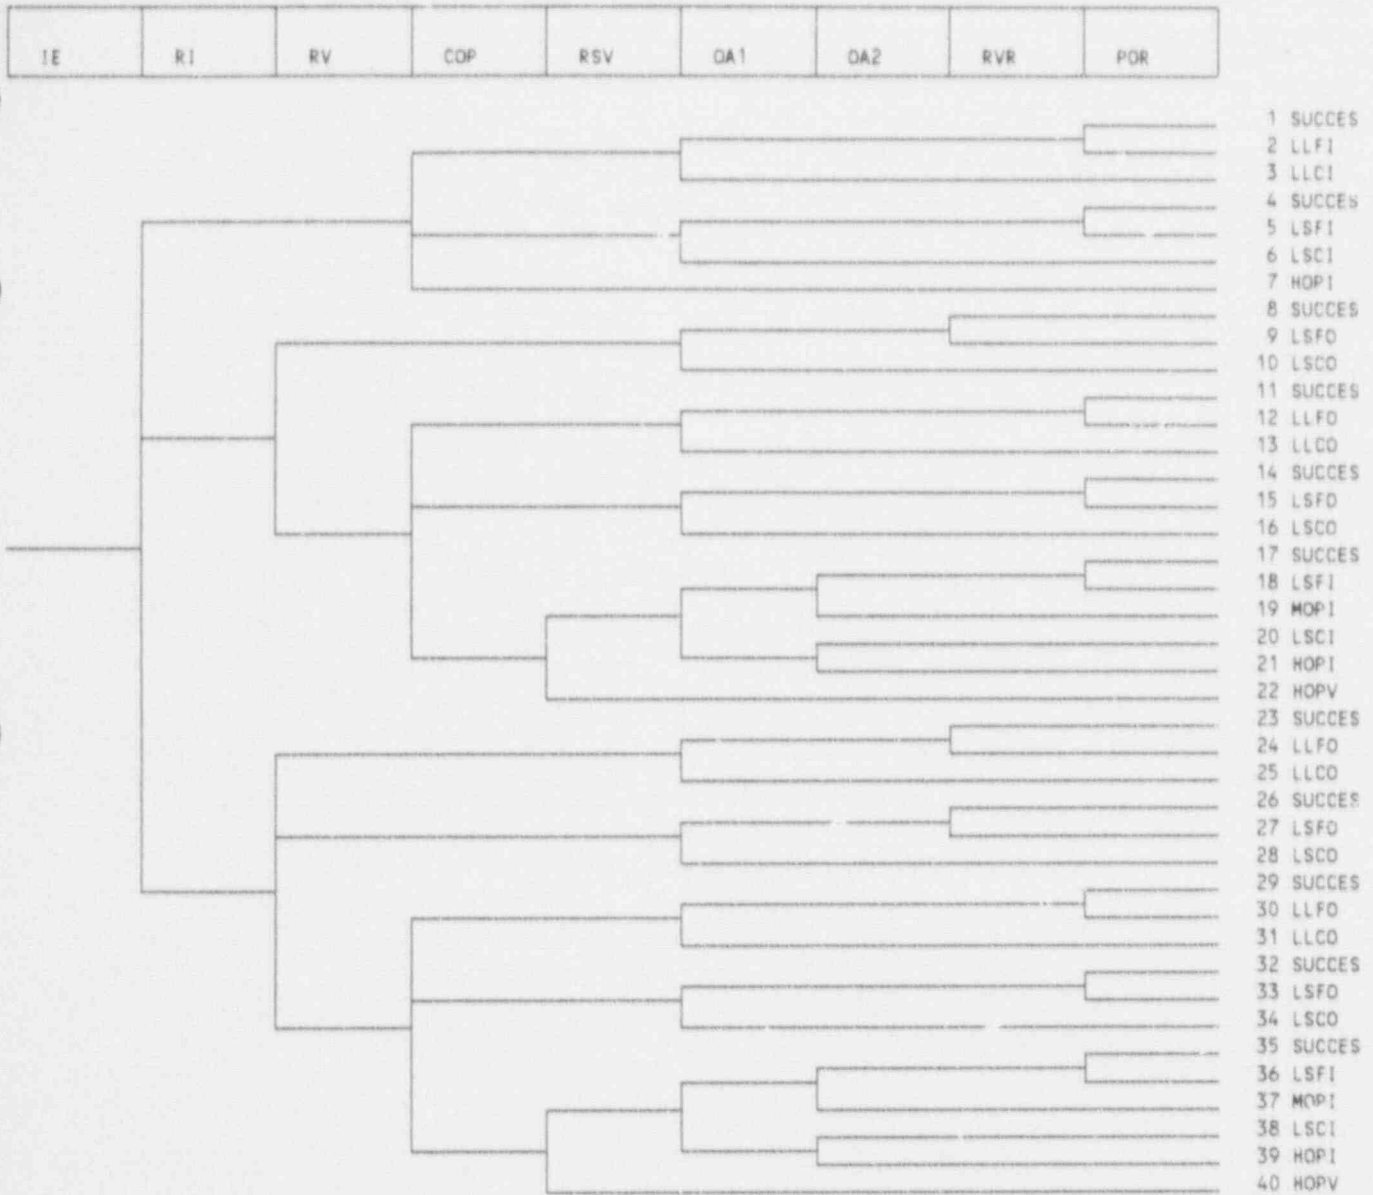 IE RI RV COP RSV OA1 OA2 RVR POR
1 SUCCES
2 LLFI
3 LLCI
4 SUCCES
5 LSFI
6 LSCI
7 HOPI
8 SUCCES
9 LSFO
10 LSCO
11 SUCCES
12 LLFO
13 LLCO
14 SUCCES
15 LSFO
16 LSCO
17 SUCCES
18 LSFI
19 MOPI
20 LSCI
21 HOPI
22 HOPV
23 SUCCES
24 LLFO
25 LLCO
26 SUCCES
27 LSFO
28 LSCO
29 SUCCES
30 LLFO
31 LLCO
32 SUCCES
33 LSFO
34 LSCO
35 SUCCES
36 LSFI
37 MOPI
38 LSCI
39 HOPI
40 HOPV